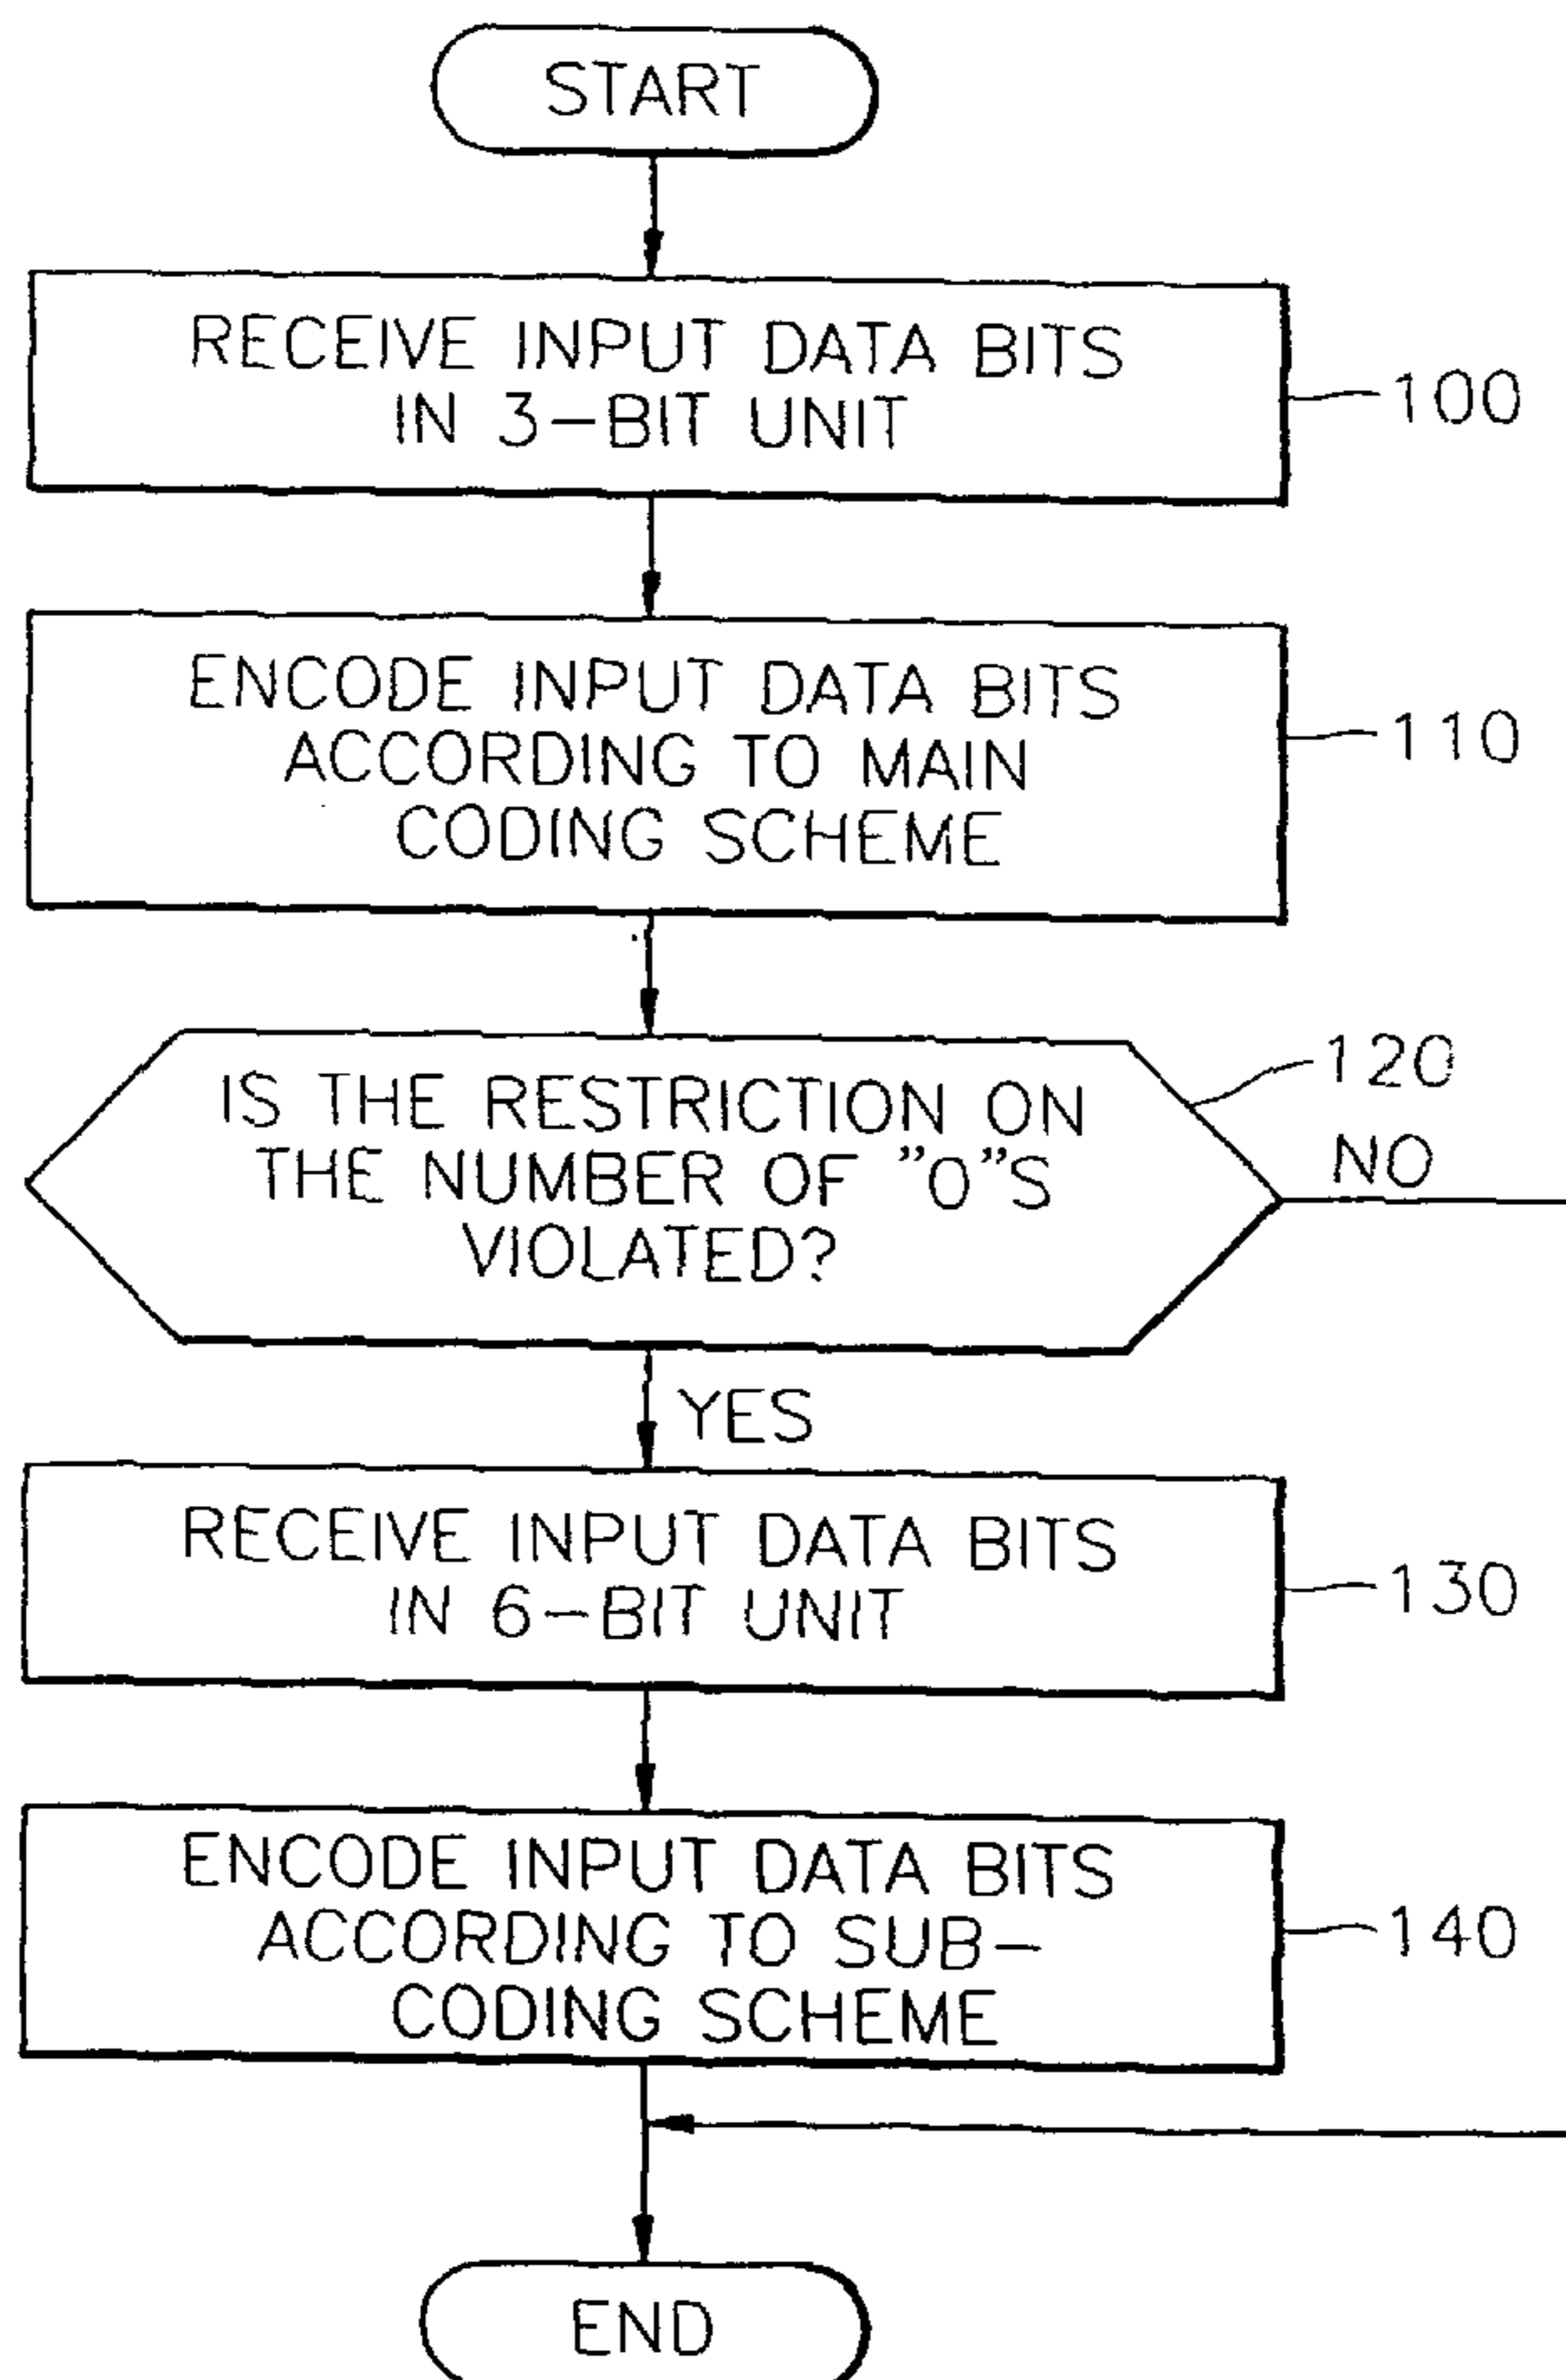 START
RECEIVE INPUT DATA BITS
IN 3-BIT UNIT
100
ENCODE INPUT DATA BITS
ACCORDING TO MAIN
CODING SCHEME
110
IS THE RESTRICTION ON
THE NUMBER OF "0"S
VIOLATED?
120
NO
YES
RECEIVE INPUT DATA BITS
IN 6-BIT UNIT
130
ENCODE INPUT DATA BITS
ACCORDING TO SUB-
CODING SCHEME
140
END